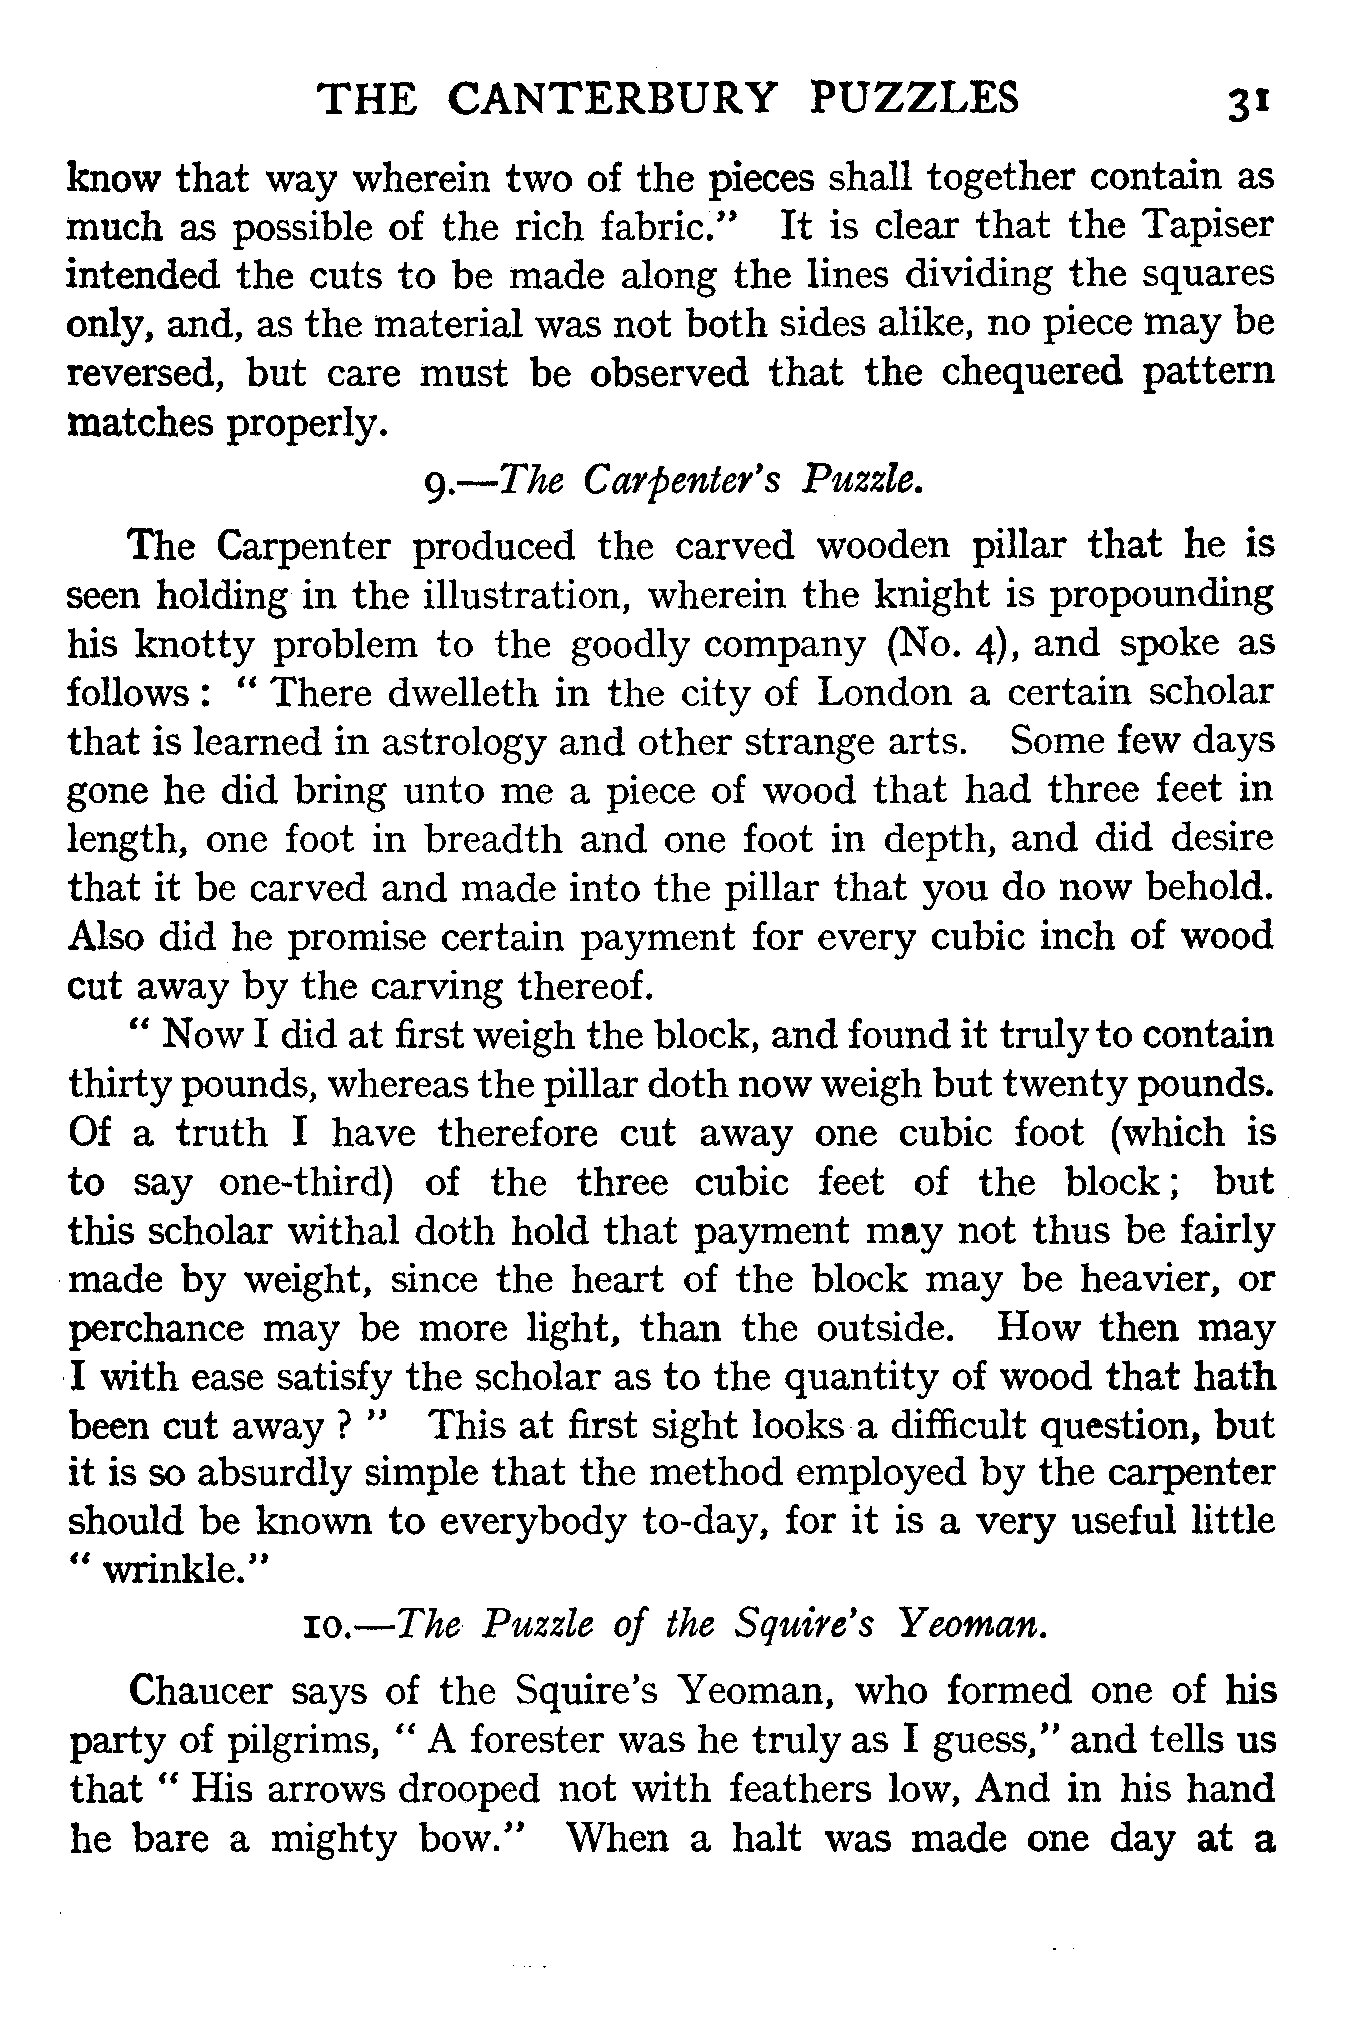 THE CANTERBURY PUZZLES 31
know that way wherein two of the pieces shall together contain as
much as possible of the rich fabric." It is clear that the Tapiser
intended the cuts to be made along the lines dividing the squares
only, and, as the material was not both sides alike, no piece may be
reversed, but care must be observed that the chequered pattern
matches properly.
9.—The Carpenter's Puzzle.
The Carpenter produced the carved wooden pillar that he is
seen holding in the illustration, wherein the knight is propounding
his knotty problem to the goodly company (No. 4), and spoke as
follows : " There dwelleth in the city of London a certain scholar
that is learned in astrology and other strange arts. Some few days
gone he did bring unto me a piece of wood that had three feet in
length, one foot in breadth and one foot in depth, and did desire
that it be carved and made into the pillar that you do now behold.
Also did he promise certain payment for every cubic inch of wood
cut away by the carving thereof.
" Now I did at first weigh the block, and found it truly to contain
thirty pounds, whereas the pillar doth now weigh but twenty pounds.
Of a truth I have therefore cut away one cubic foot (which is
to say one-third) of the three cubic feet of the block ; but
this scholar withal doth hold that payment may not thus be fairly
made by weight, since the heart of the block may be heavier, or
perchance may be more light, than the outside. How then may
I with ease satisfy the scholar as to the quantity of wood that hath
been cut away ? " This at first sight looks a difficult question, but
it is so absurdly simple that the method employed by the carpenter
should be known to everybody to-day, for it is a very useful little
" wrinkle."
10.—The Puzzle of the Squire's Yeoman.
Chaucer says of the Squire's Yeoman, who formed one of his
party of pilgrims, " A forester was he truly as I guess," and tells us
that " His arrows drooped not with feathers low, And in his hand
he bare a mighty bow." When a halt was made one day at a